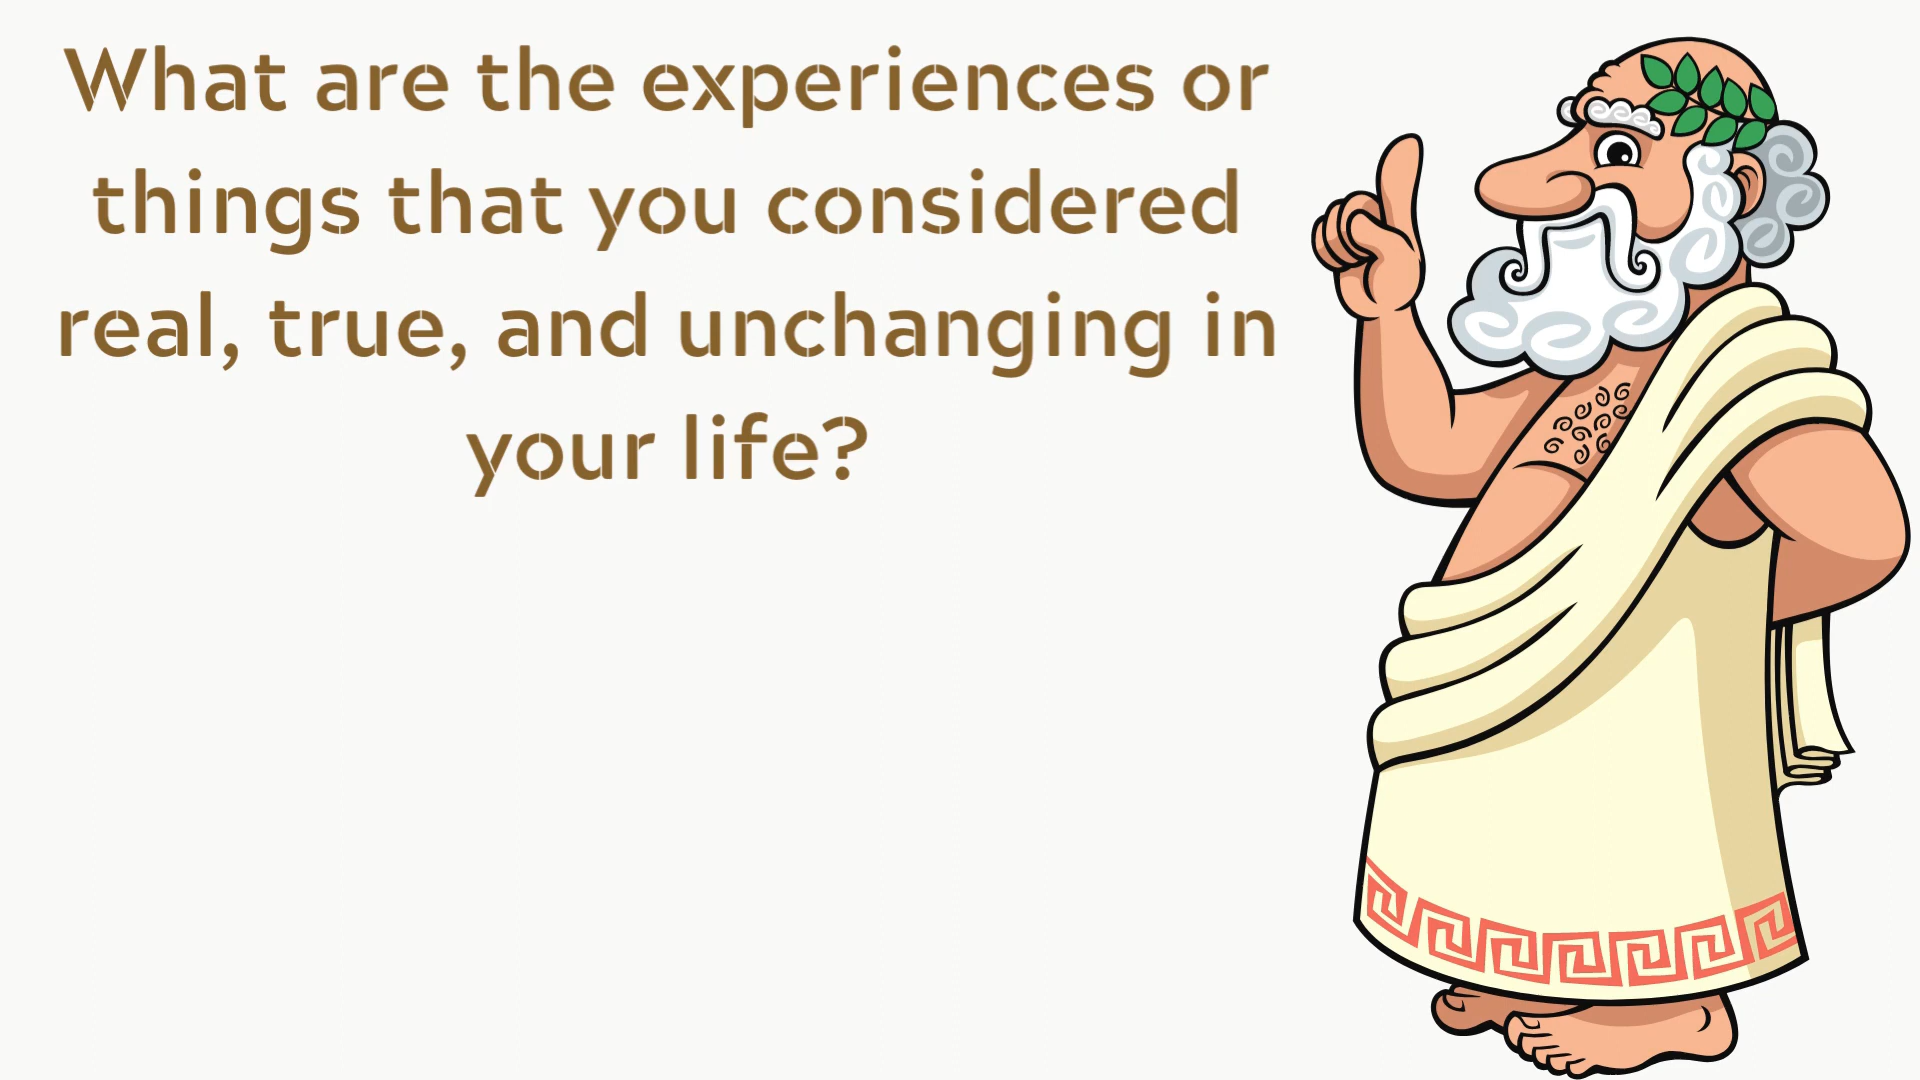 What are the experiences or
things that you considered
real, true, and unchanging in
your life?